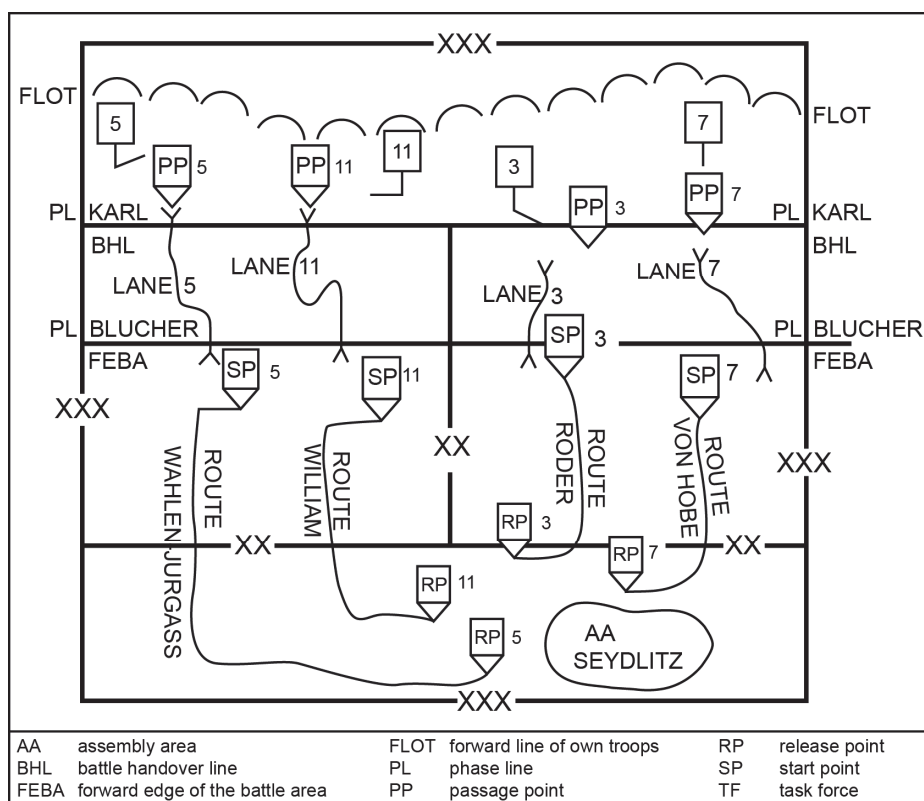 XXX
FLOT
FLOT
5
7
11
3
PP 5
PP 11
PP 3
PP 7
PL KARL
PL KARL
BHL
BHL
LANE 5
LANE 11
LANE 3
LANE 7
PL BLUCHER
PL BLUCHER
FEBA
FEBA
SP 5
SP 11
SP 3
SP 7
XXX
XX
XXX
ROUTE
WAHLEN-JURGASS
ROUTE
WILLIAM
ROUTE
RODER
ROUTE
VON HOBE
RP 3
RP 7
XX
XX
RP 11
RP 5
AA
SEYDLITZ
XXX
AA assembly area FLOT forward line of own troops RP release point
BHL battle handover line PL phase line SP start point
FEBA forward edge of the battle area PP passage point TF task force